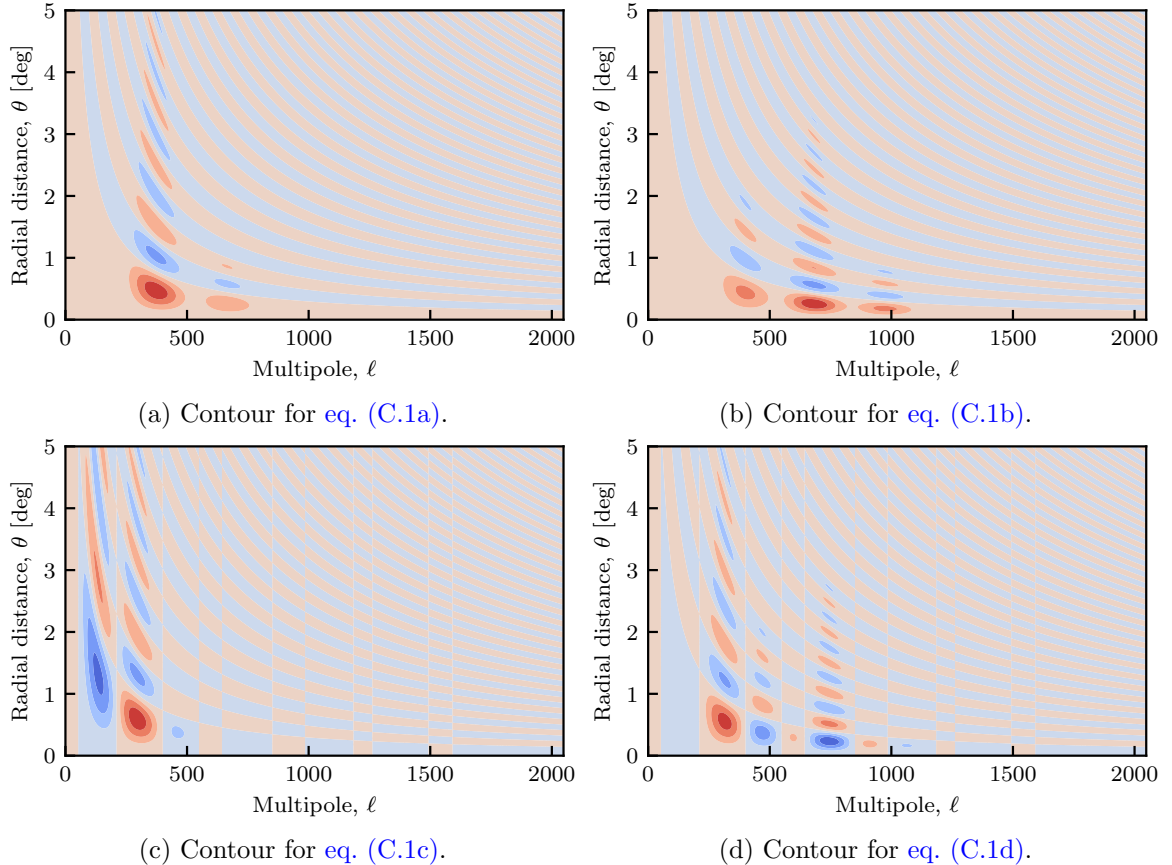 5
4
3
2
1
0
Radial distance, θ [deg]
0 500 1000 1500 2000
Multipole, ℓ
(a) Contour for eq. (C.1a).
5
4
3
2
1
0
Radial distance, θ [deg]
0 500 1000 1500 2000
Multipole, ℓ
(b) Contour for eq. (C.1b).
5
4
3
2
1
0
Radial distance, θ [deg]
0 500 1000 1500 2000
Multipole, ℓ
(c) Contour for eq. (C.1c).
5
4
3
2
1
0
Radial distance, θ [deg]
0 500 1000 1500 2000
Multipole, ℓ
(d) Contour for eq. (C.1d).